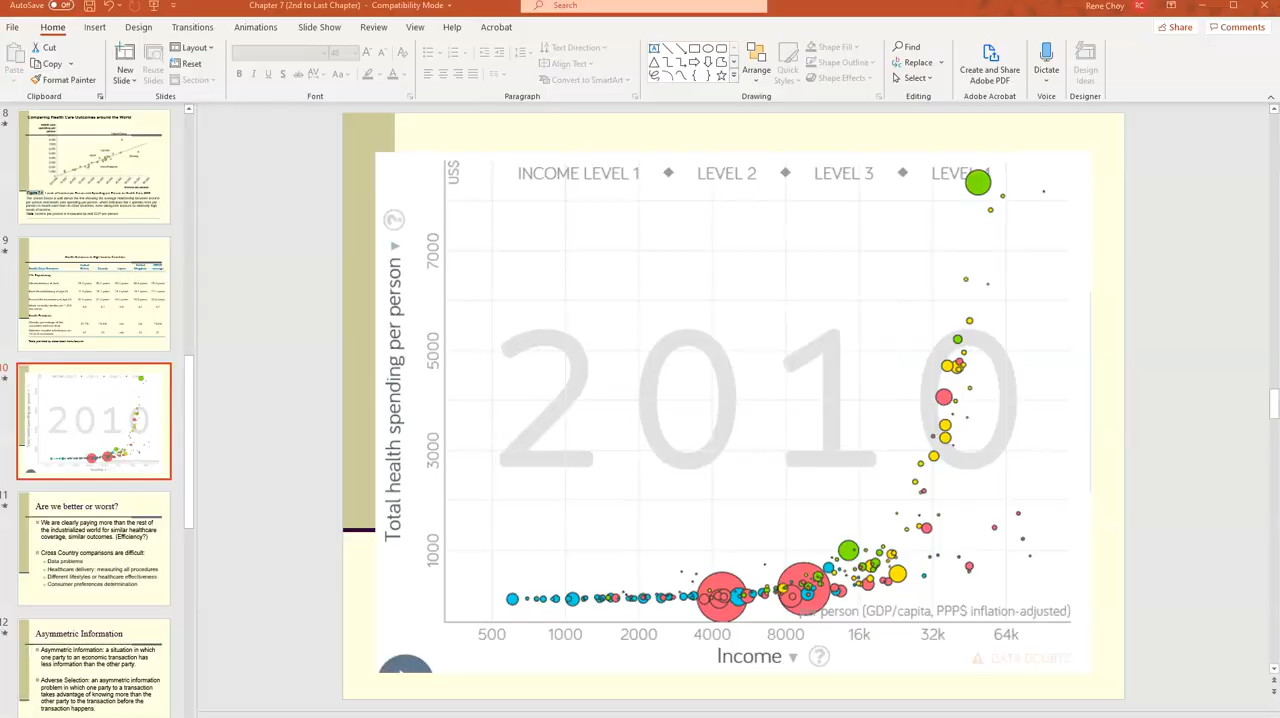 AutoSave Off
Chapter 7 (2nd to Last Chapter) - Compatibility Mode
Search
Rene Choy RC
File Home Insert Design Transitions Animations Slide Show Review View Help Acrobat
Share Comments
Paste
Cut
Copy
Format Painter
Clipboard
New Slide
Reuse Slides
Layout
Reset
Section
Slides
48
Font
Text Direction
Align Text
Convert to SmartArt
Paragraph
Arrange
Quick Styles
Shape Fill
Shape Outline
Shape Effects
Drawing
Find
Replace
Select
Editing
Create and Share Adobe PDF
Adobe Acrobat
Dictate
Voice
Design Ideas
Designer
8
Comparing Health Care Outcomes around the World
9
10
11
Are we better or worst?
We are clearly paying more than the rest of
the industrialized world for similar healthcare
coverage, similar outcomes. (Efficiency?)
Cross Country comparisons are difficult:
Data problems
Healthcare delivery: measuring all procedures
Different lifestyles or healthcare effectiveness
Consumer preferences determination
12
Asymmetric Information
Asymmetric Information: a situation in which
one party to an economic transaction has
less information than the other party.
Adverse Selection: an asymmetric information
problem in which one party to a transaction
takes advantage of knowing more than the
other party to the transaction before the
transaction happens.
US$
INCOME LEVEL 1 LEVEL 2 LEVEL 3 LEVEL 4
Total health spending per person
7000
5000
3000
1000
2010
per person (GDP/capita, PPP$ inflation-adjusted)
500 1000 2000 4000 8000 16k 32k 64k
Income
DATA DOUBTS